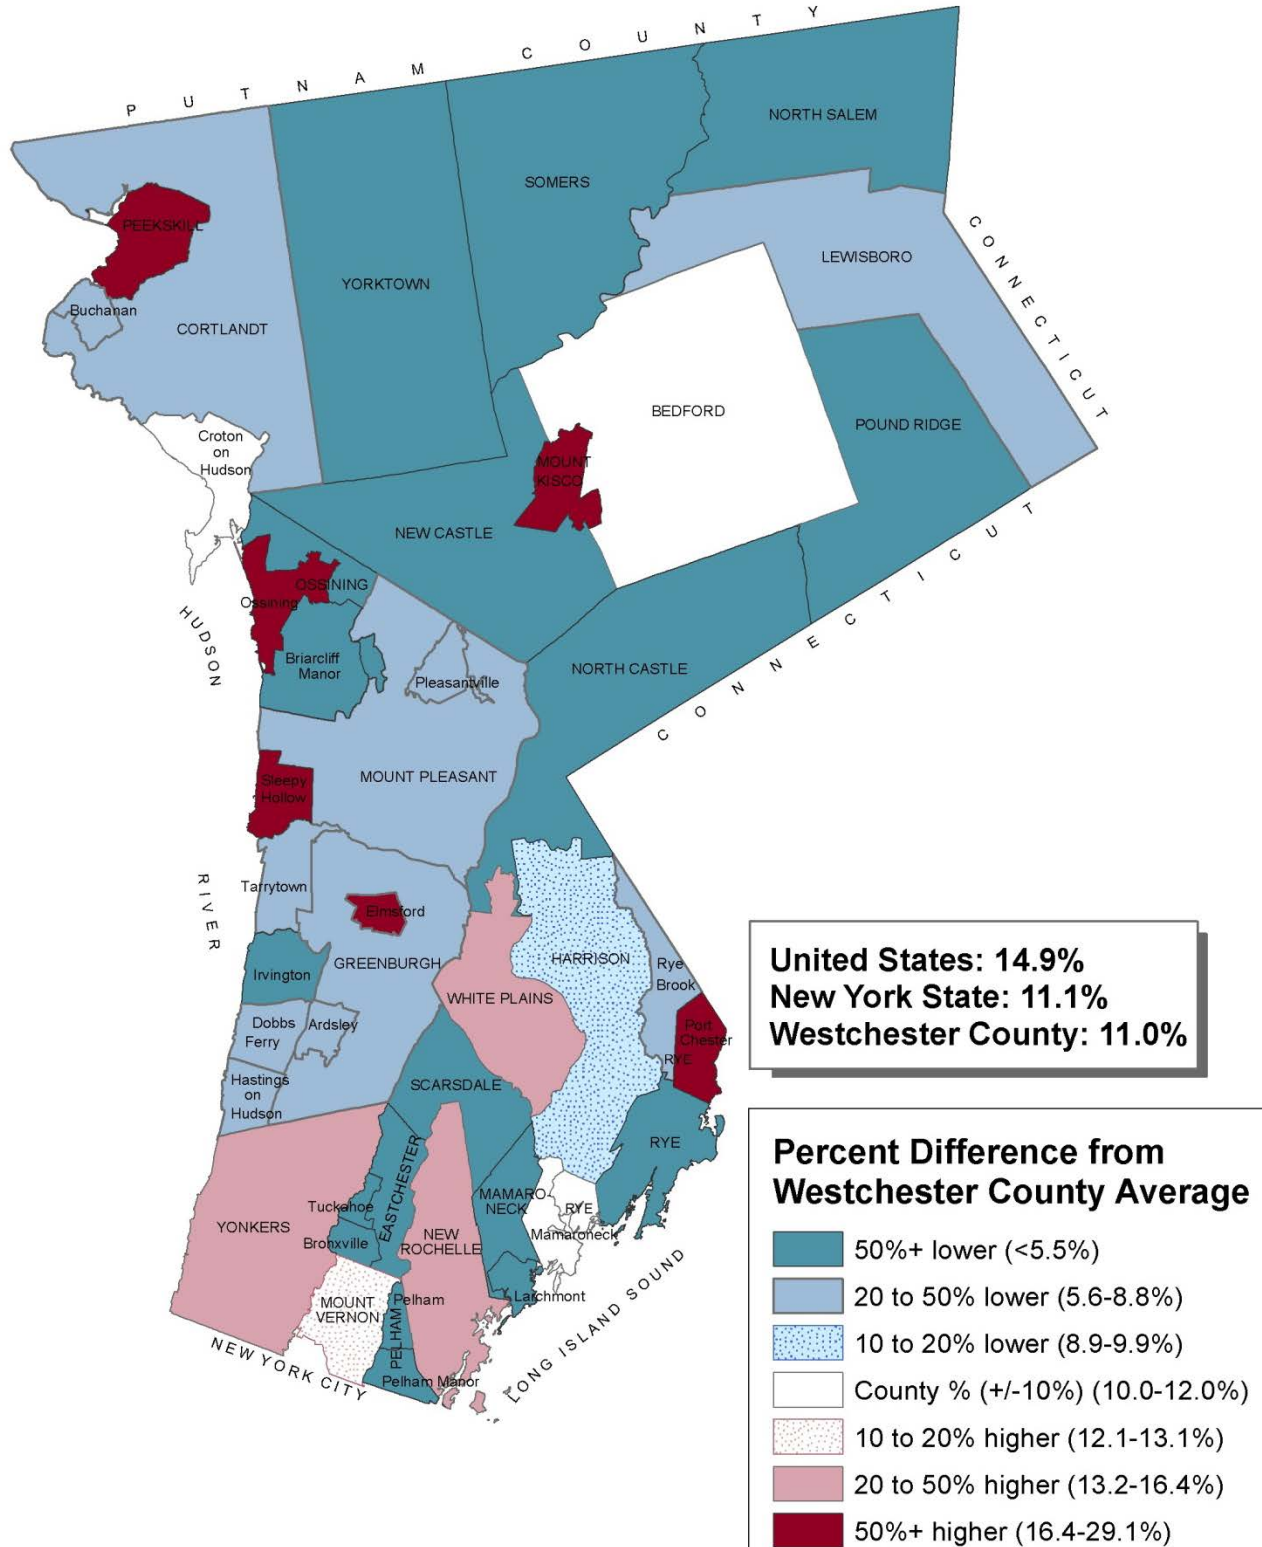 PUTNAM COUNTY
NORTH SALEM
SOMERS
PEEKSKILL
LEWISBORO
CONNECTICUT
YORKTOWN
Buchanan
CORTLANDT
BEDFORD
POUND RIDGE
Croton
on
Hudson
MOUNT
KISCO
NEW CASTLE
OSSINING
Ossining
HUDSON
Briarcliff
Manor
Pleasantville
NORTH CASTLE
CONNECTICUT
MOUNT PLEASANT
Sleepy
Hollow
Tarrytown
RIVER
Elmsford
Irvington
GREENBURGH
HARRISON
Rye
Brook
WHITE PLAINS
Dobbs
Ferry
Ardsley
Port
Chester
RYE
Hastings
on
Hudson
SCARSDALE
RYE
EASTCHESTER
MAMARO-
NECK
Tuckahoe
RYE
YONKERS
NEW
ROCHELLE
Mamaroneck
Bronxville
MOUNT
VERNON
Pelham
Larchmont
PELHAM
Pelham Manor
NEW YORK CITY
LONG ISLAND SOUND
United States: 14.9%
New York State: 11.1%
Westchester County: 11.0%
Percent Difference from
Westchester County Average
50%+ lower (<5.5%)
20 to 50% lower (5.6-8.8%)
10 to 20% lower (8.9-9.9%)
County % (+/-10%) (10.0-12.0%)
10 to 20% higher (12.1-13.1%)
20 to 50% higher (13.2-16.4%)
50%+ higher (16.4-29.1%)